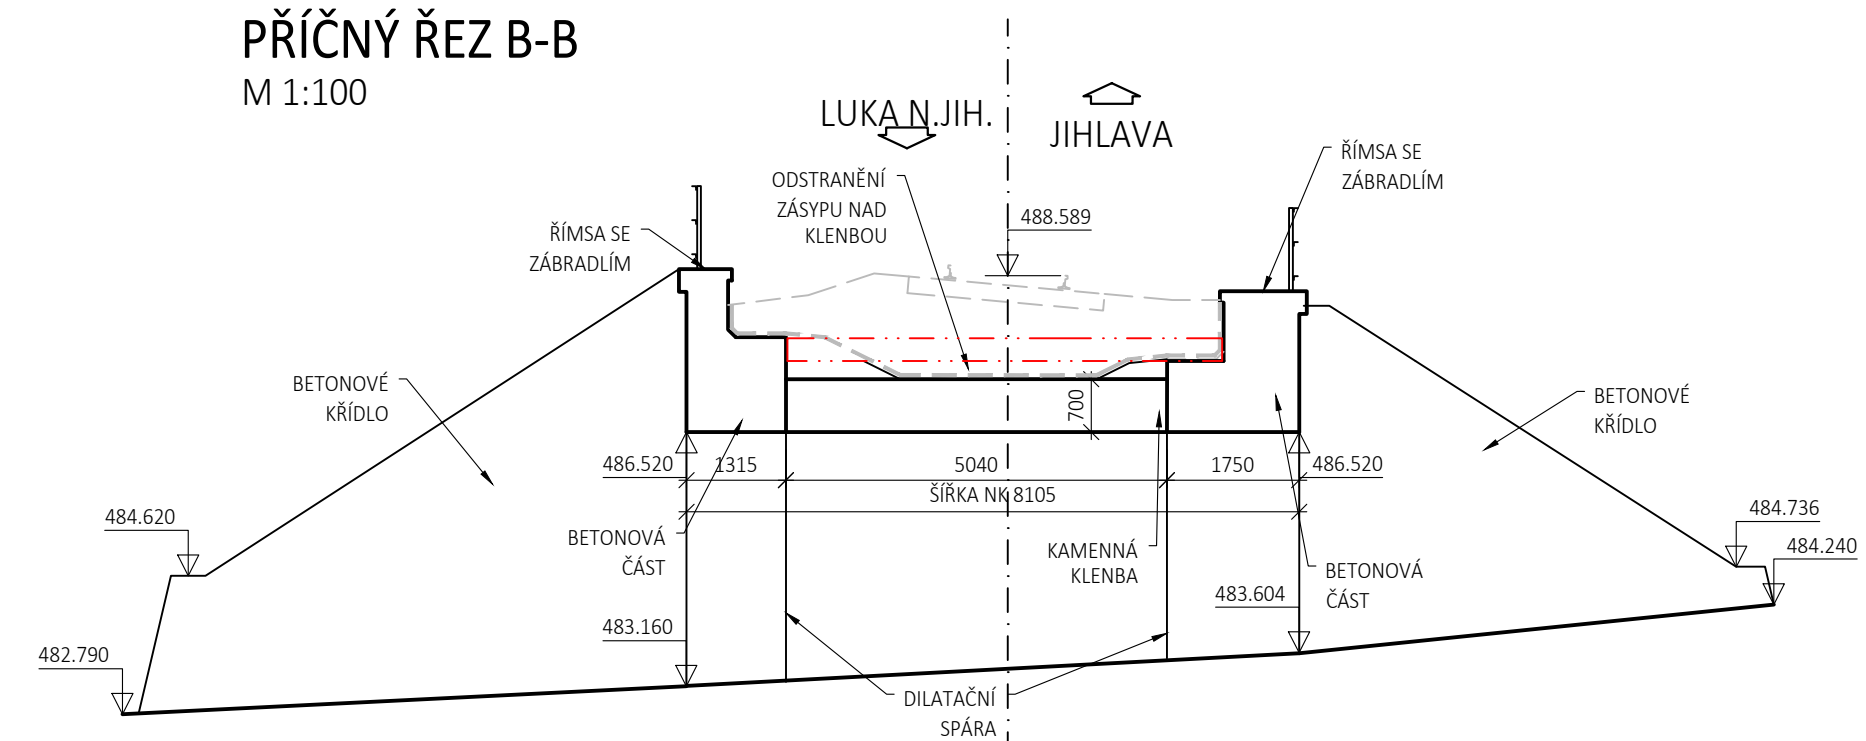 PŘÍČNÝ ŘEZ B-B
M 1:100
LUKA N.JIH.
JIHLAVA
ODSTRANĚNÍ
ZÁSYPU NAD
KLENBOU
488.589
ŘÍMSA SE
ZÁBRADLÍM
ŘÍMSA SE
ZÁBRADLÍM
BETONOVÉ
KŘÍDLO
BETONOVÉ
KŘÍDLO
700
486.520
1315
5040
1750
486.520
ŠÍŘKA NK 8105
484.620
484.736
484.240
BETONOVÁ
ČÁST
KAMENNÁ
KLENBA
BETONOVÁ
ČÁST
483.604
483.160
482.790
DILATAČNÍ
SPÁRA